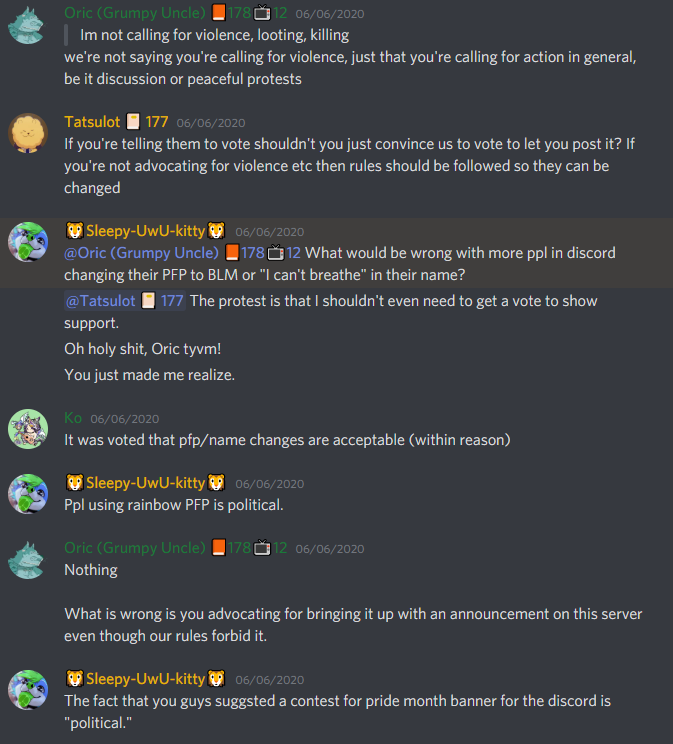 Oric (Grumpy Uncle) 📙178📺12 06/06/2020
Im not calling for violence, looting, killing
we're not saying you're calling for violence, just that you're calling for action in general,
be it discussion or peaceful protests
Tatsulot 177 06/06/2020
If you're telling them to vote shouldn't you just convince us to vote to let you post it? If
you're not advocating for violence etc then rules should be followed so they can be
changed
🐯Sleepy-UwU-kitty🐯 06/06/2020
@Oric (Grumpy Uncle) 📙178📺12 What would be wrong with more ppl in discord
changing their PFP to BLM or "I can't breathe" in their name?
@Tatsulot 177 The protest is that I shouldn't even need to get a vote to show
support.
Oh holy shit, Oric tyvm!
You just made me realize.
Ko 06/06/2020
It was voted that pfp/name changes are acceptable (within reason)
🐯Sleepy-UwU-kitty🐯 06/06/2020
Ppl using rainbow PFP is political.
Oric (Grumpy Uncle) 📙178📺12 06/06/2020
Nothing
What is wrong is you advocating for bringing it up with an announcement on this server
even though our rules forbid it.
🐯Sleepy-UwU-kitty🐯 06/06/2020
The fact that you guys suggsted a contest for pride month banner for the discord is
"political."